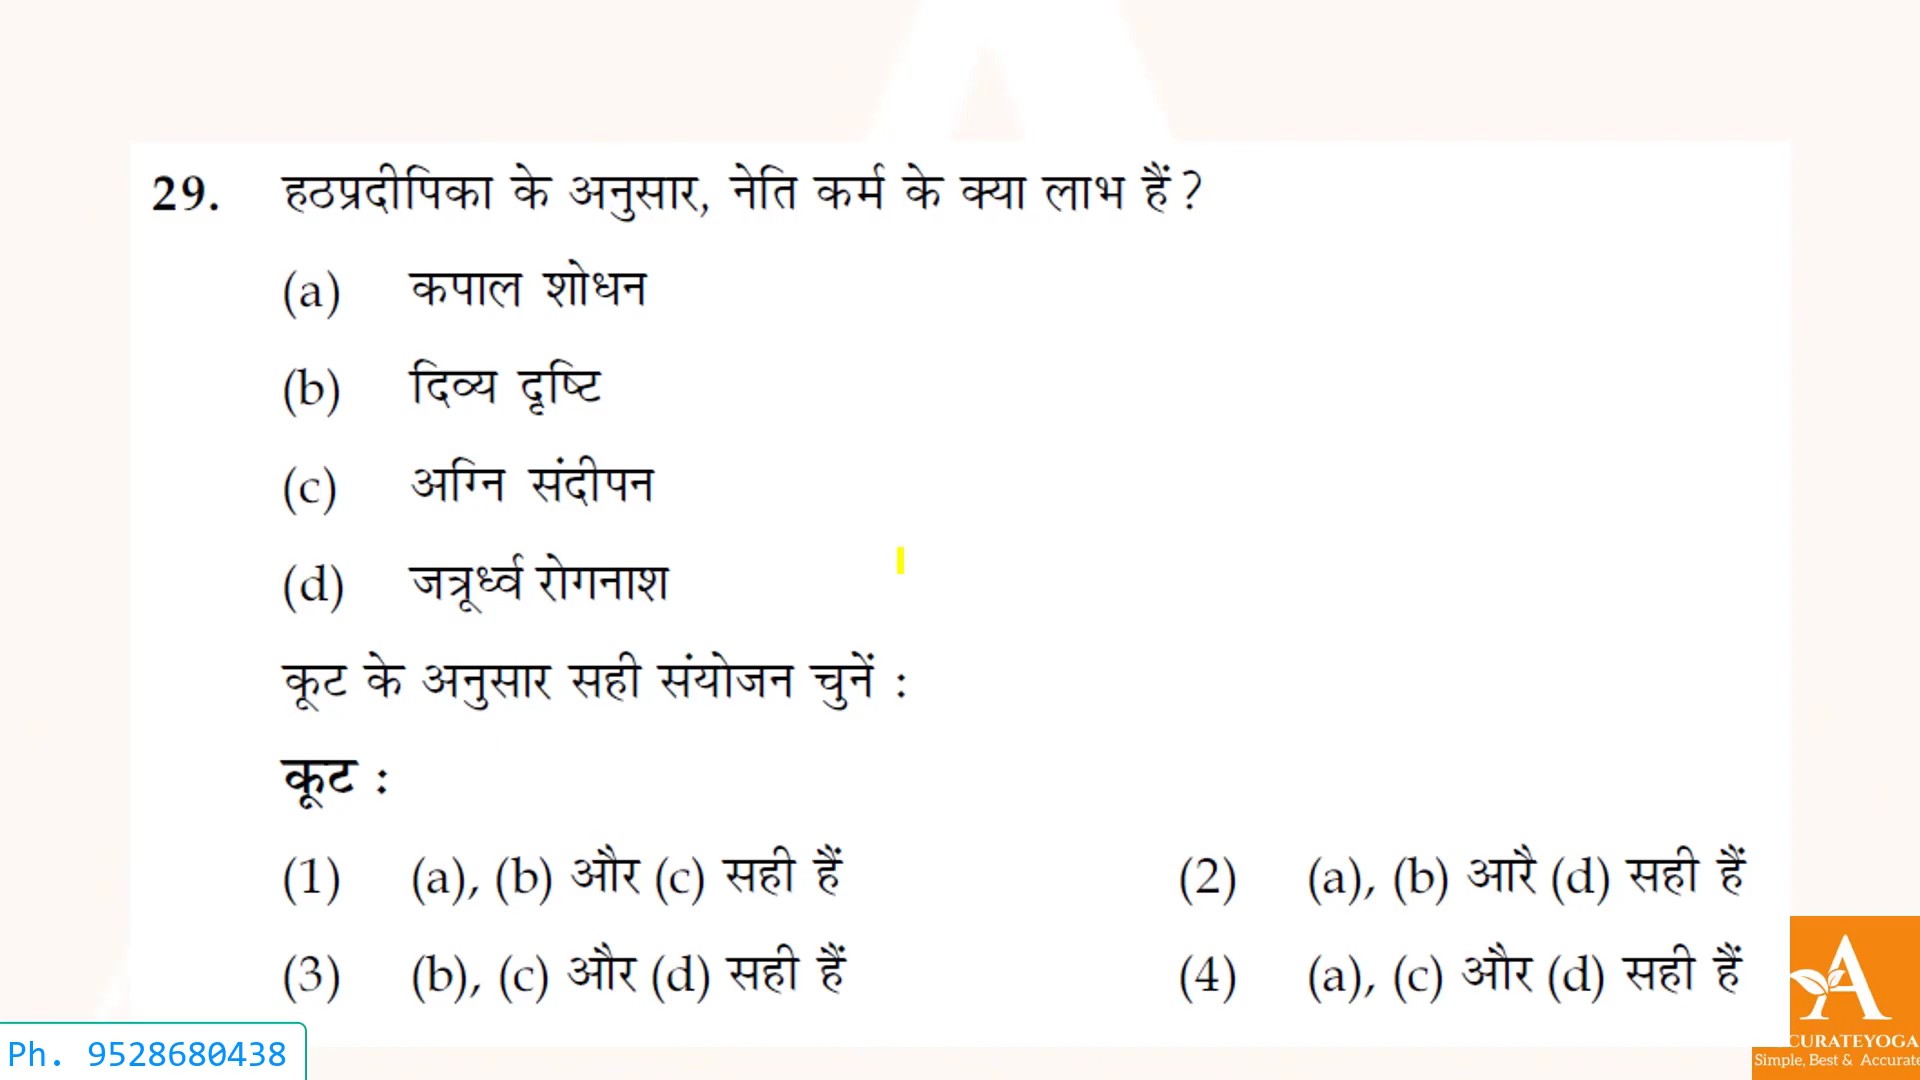 29. हठप्रदीपिका के अनुसार, नेति कर्म के क्या लाभ हैं ?
(a) कपाल शोधन
(b) दिव्य दृष्टि
(c) अग्नि संदीपन
(d) जत्रूर्ध्व रोगनाश
कूट के अनुसार सही संयोजन चुनें :
कूट :
(1) (a), (b) और (c) सही हैं (2) (a), (b) आरै (d) सही हैं
(3) (b), (c) और (d) सही हैं (4) (a), (c) और (d) सही हैं
Ph. 9528680438
CURATEYOGA
Simple, Best & Accurate